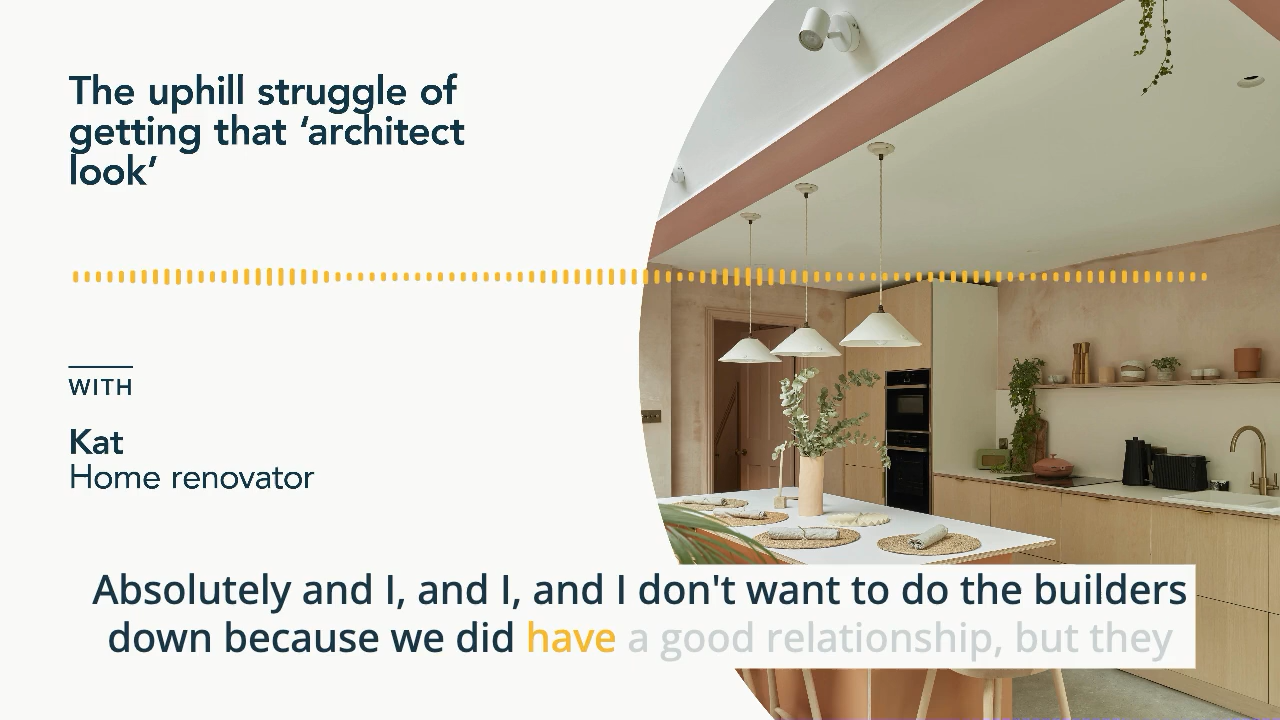 The uphill struggle of
getting that ‘architect
look’
WITH
Kat
Home renovator
Absolutely and I, and I, and I don't want to do the builders
down because we did have a good relationship, but they